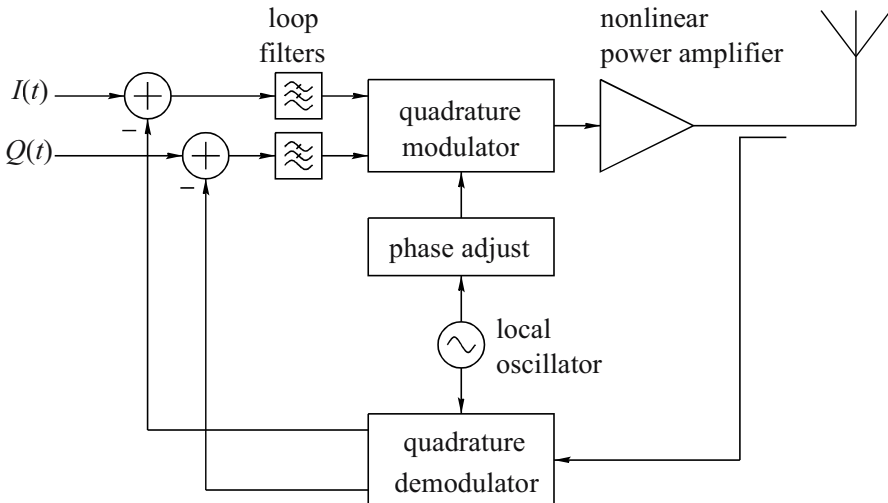 loop
filters
nonlinear
power amplifier
I(t)
Q(t)
−
−
quadrature
modulator
phase adjust
local
oscillator
quadrature
demodulator